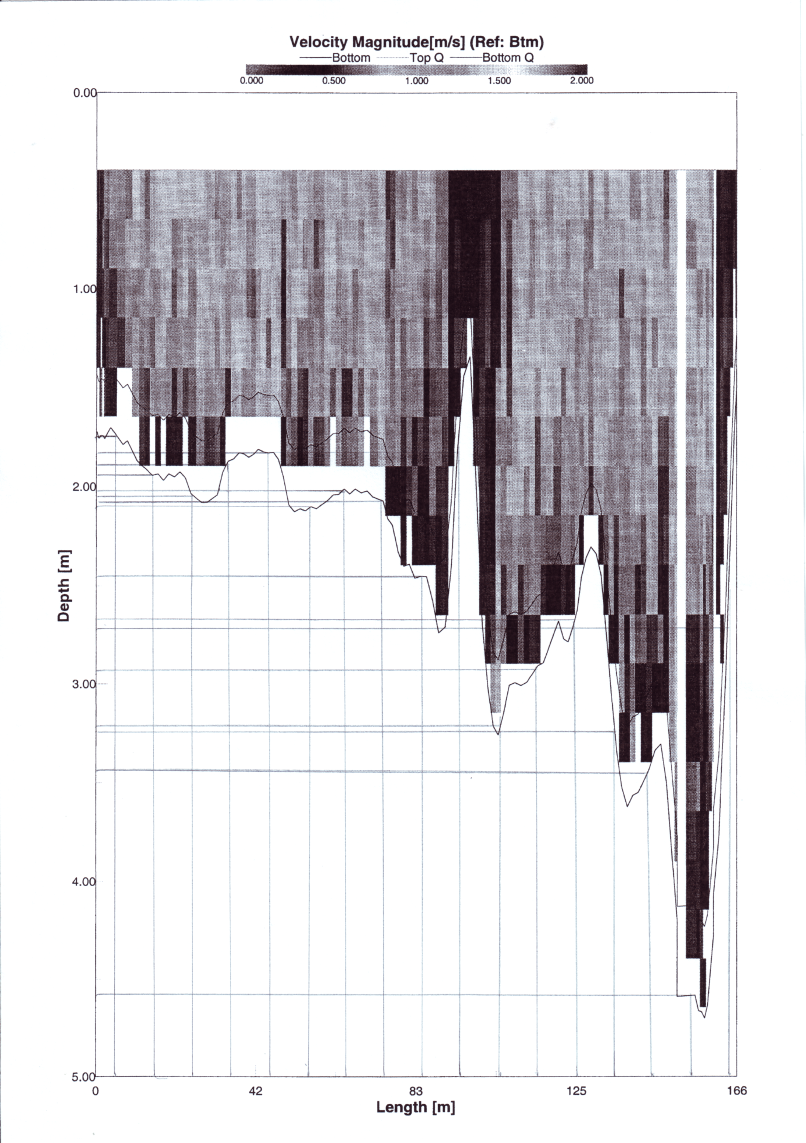 Velocity Magnitude[m/s] (Ref: Btm)
Bottom Top Q Bottom Q
0.000 0.500 1.000 1.500 2.000
0.00
1.00
2.00
Depth [m]
3.00
4.00
5.00
0 42 83 125 166
Length [m]